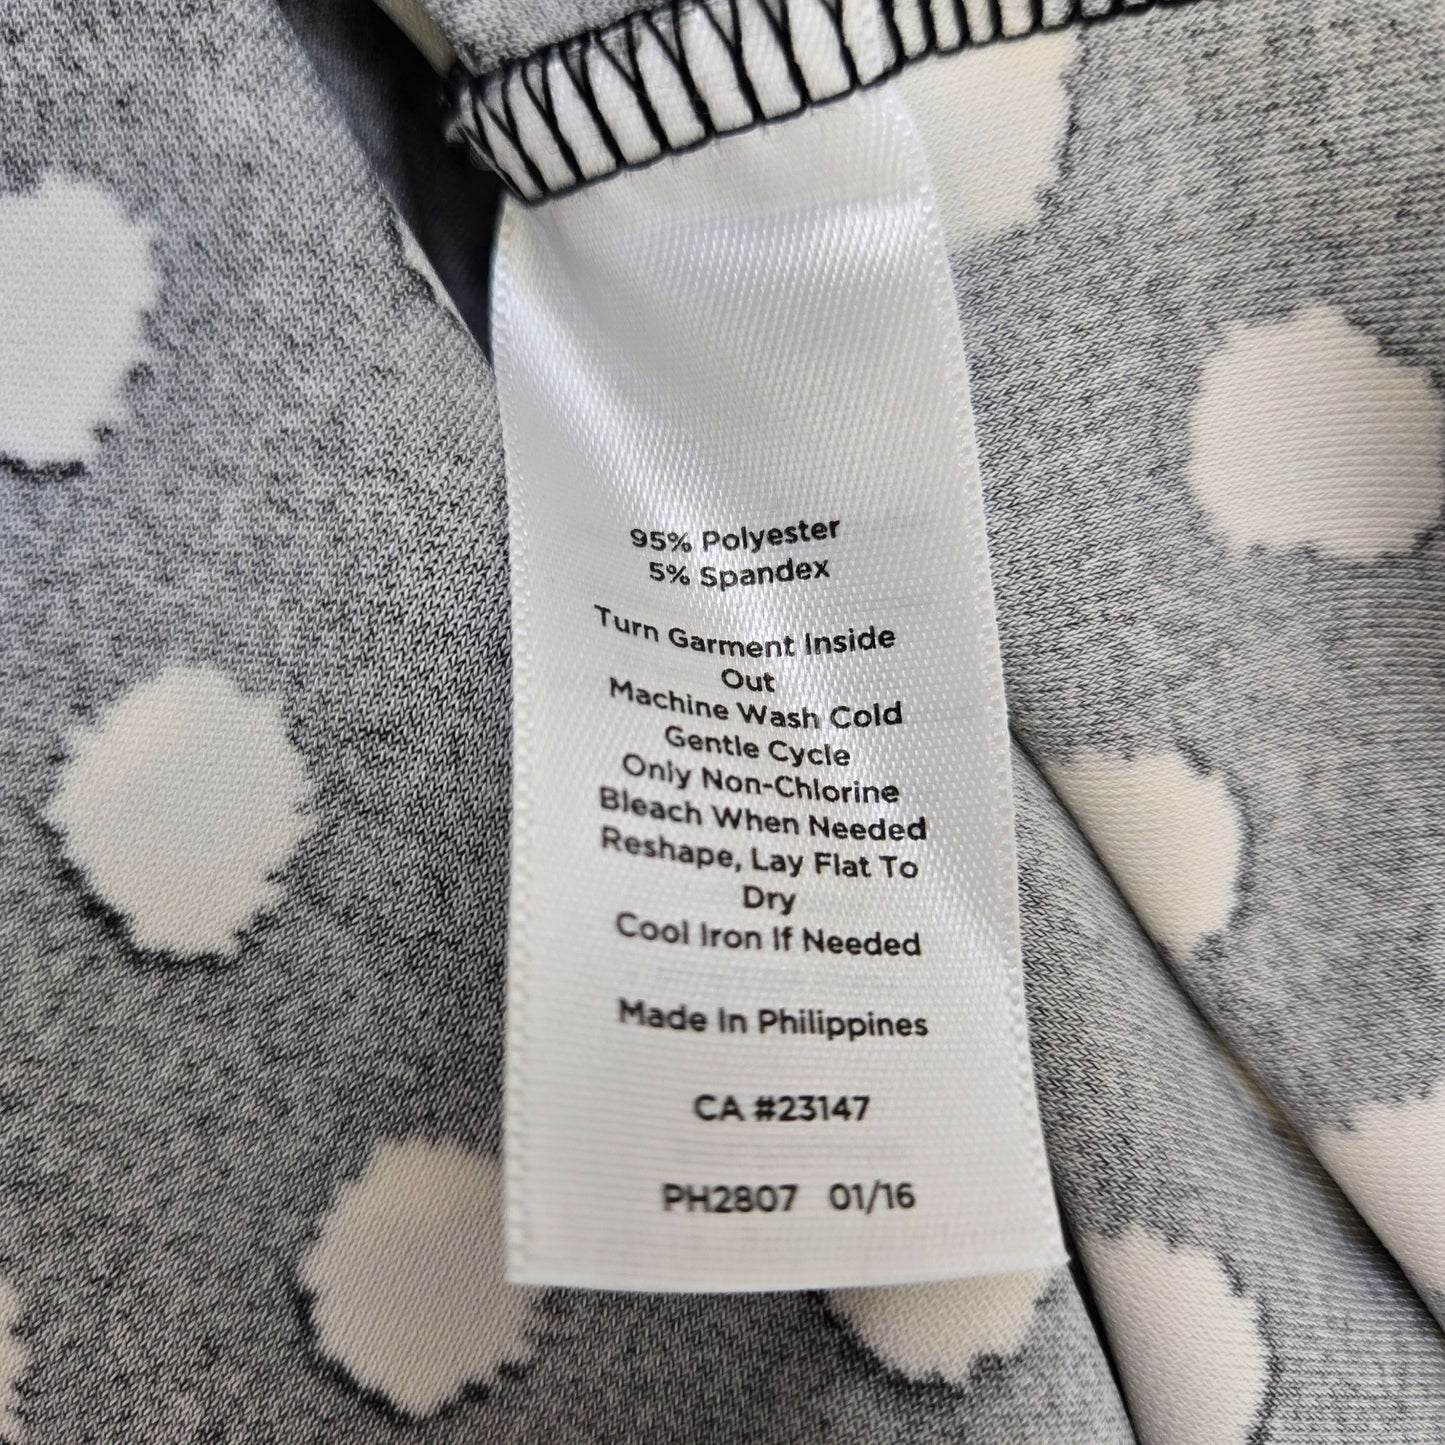 95% Polyester
5% Spandex
Turn Garment Inside
Out
Machine Wash Cold
Gentle Cycle
Only Non-Chlorine
Bleach When Needed
Reshape, Lay Flat To
Dry
Cool Iron If Needed
Made In Philippines
CA #23147
PH2807 01/16